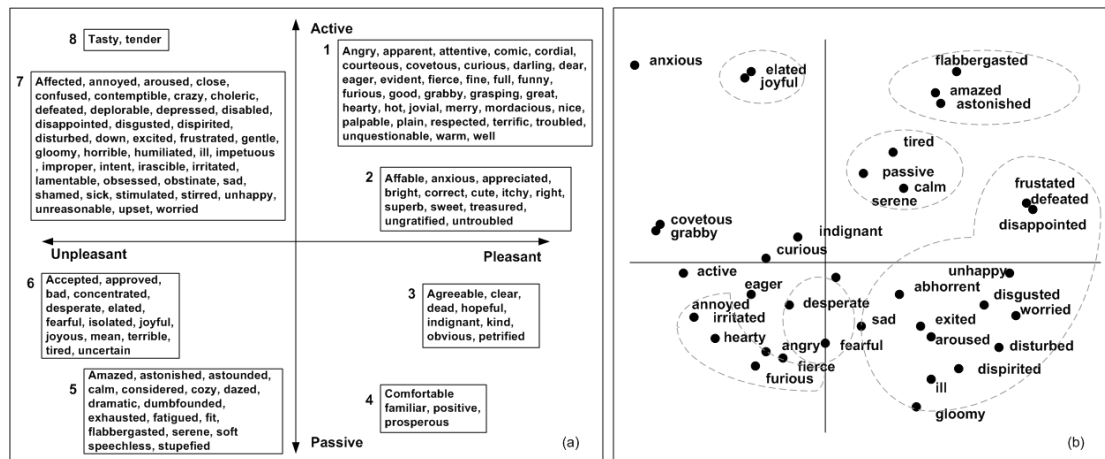 Active
8
Tasty, tender
1
Angry, apparent, attentive, comic, cordial,
courteous, covetous, curious, darling, dear,
eager, evident, fierce, fine, full, funny,
furious, good, grabby, grasping, great,
hearty, hot, jovial, merry, mordacious, nice,
palpable, plain, respected, terrific, troubled,
unquestionable, warm, well
7
Affected, annoyed, aroused, close,
confused, contemptible, crazy, choleric,
defeated, deplorable, depressed, disabled,
disappointed, disgusted, dispirited,
disturbed, down, excited, frustrated, gentle,
gloomy, horrible, humiliated, ill, impetuous
, improper, intent, irascible, irritated,
lamentable, obsessed, obstinate, sad,
shamed, sick, stimulated, stirred, unhappy,
unreasonable, upset, worried
2
Affable, anxious, appreciated,
bright, correct, cute, itchy, right,
superb, sweet, treasured,
ungratified, untroubled
Unpleasant
Pleasant
6
Accepted, approved,
bad, concentrated,
desperate, elated,
fearful, isolated, joyful,
joyous, mean, terrible,
tired, uncertain
3
Agreeable, clear,
dead, hopeful,
indignant, kind,
obvious, petrified
5
Amazed, astonished, astounded,
calm, considered, cozy, dazed,
dramatic, dumbfounded,
exhausted, fatigued, fit,
flabbergasted, serene, soft
speechless, stupefied
4
Comfortable
familiar, positive,
prosperous
Passive
(a)
(b)
anxious
elated
joyful
flabbergasted
amazed
astonished
tired
passive
calm
serene
frustated
defeated
disappointed
covetous
grabby
indignant
curious
active
eager
annoyed
irritated
hearty
desperate
angry
fearful
fierce
furious
sad
unhappy
abhorrent
disgusted
worried
exited
aroused
disturbed
dispirited
ill
gloomy